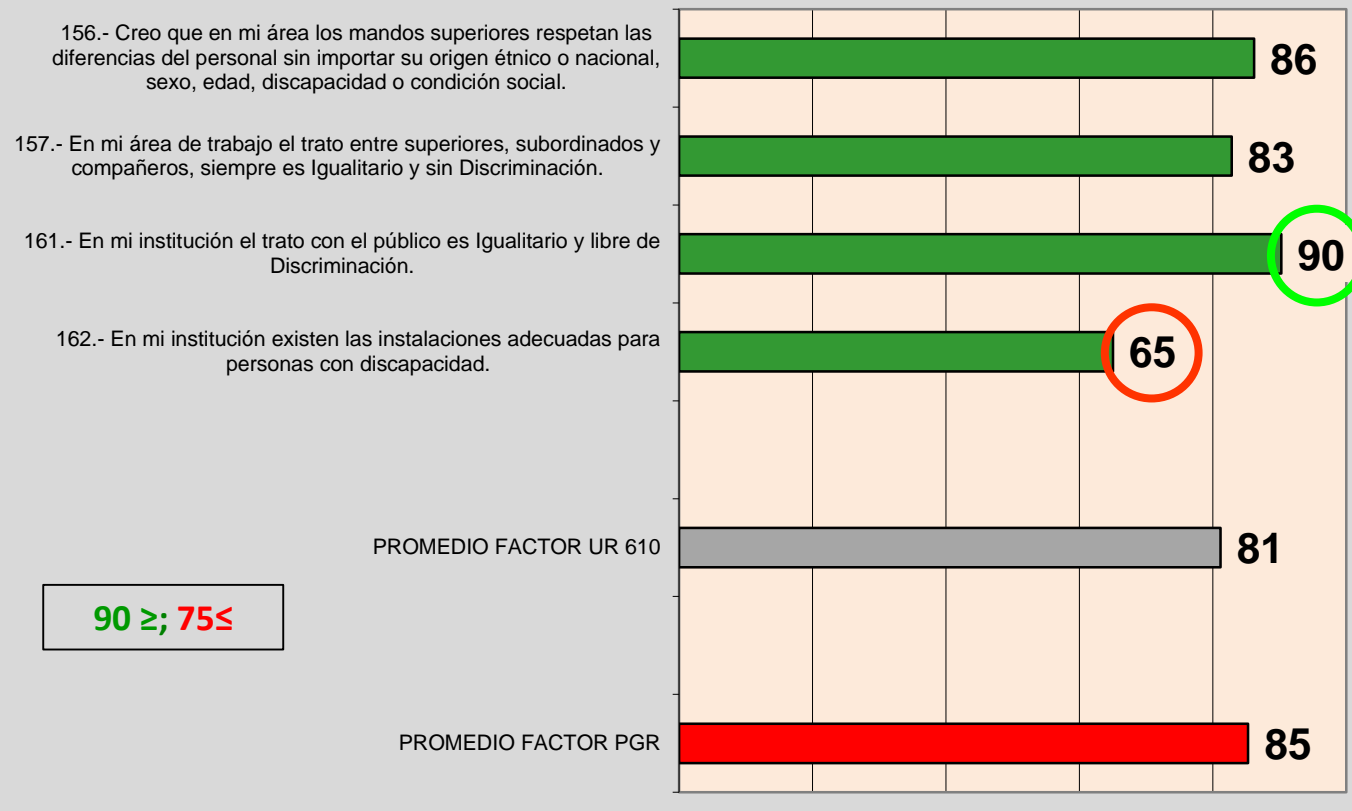 156.- Creo que en mi área los mandos superiores respetan las
diferencias del personal sin importar su origen étnico o nacional,
sexo, edad, discapacidad o condición social.
86
157.- En mi área de trabajo el trato entre superiores, subordinados y
compañeros, siempre es Igualitario y sin Discriminación.
83
161.- En mi institución el trato con el público es Igualitario y libre de
Discriminación.
90
162.- En mi institución existen las instalaciones adecuadas para
personas con discapacidad.
65
PROMEDIO FACTOR UR 610
81
90 ≥; 75≤
PROMEDIO FACTOR PGR
85